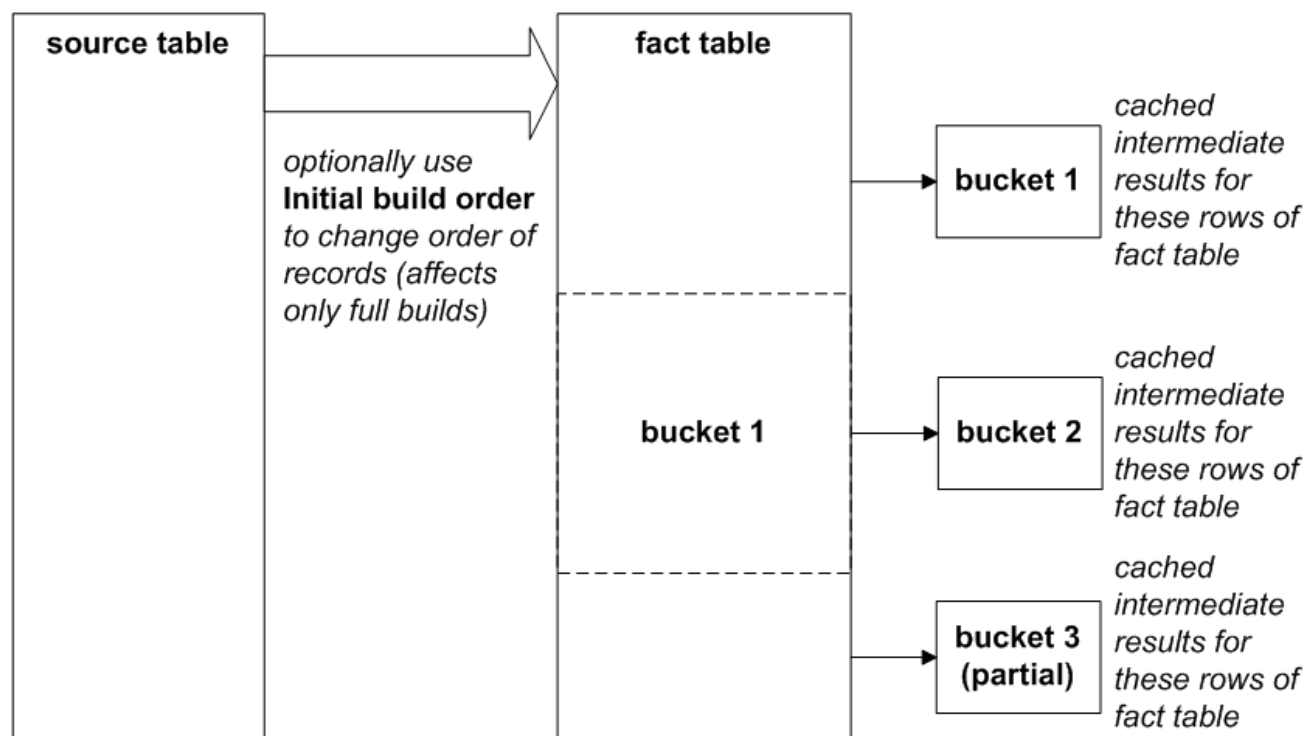 source table
fact table
optionally use
Initial build order
to change order of
records (affects
only full builds)
bucket 1
cached
intermediate
results for
these rows of
fact table
bucket 1
bucket 2
cached
intermediate
results for
these rows of
fact table
bucket 3
(partial)
cached
intermediate
results for
these rows of
fact table